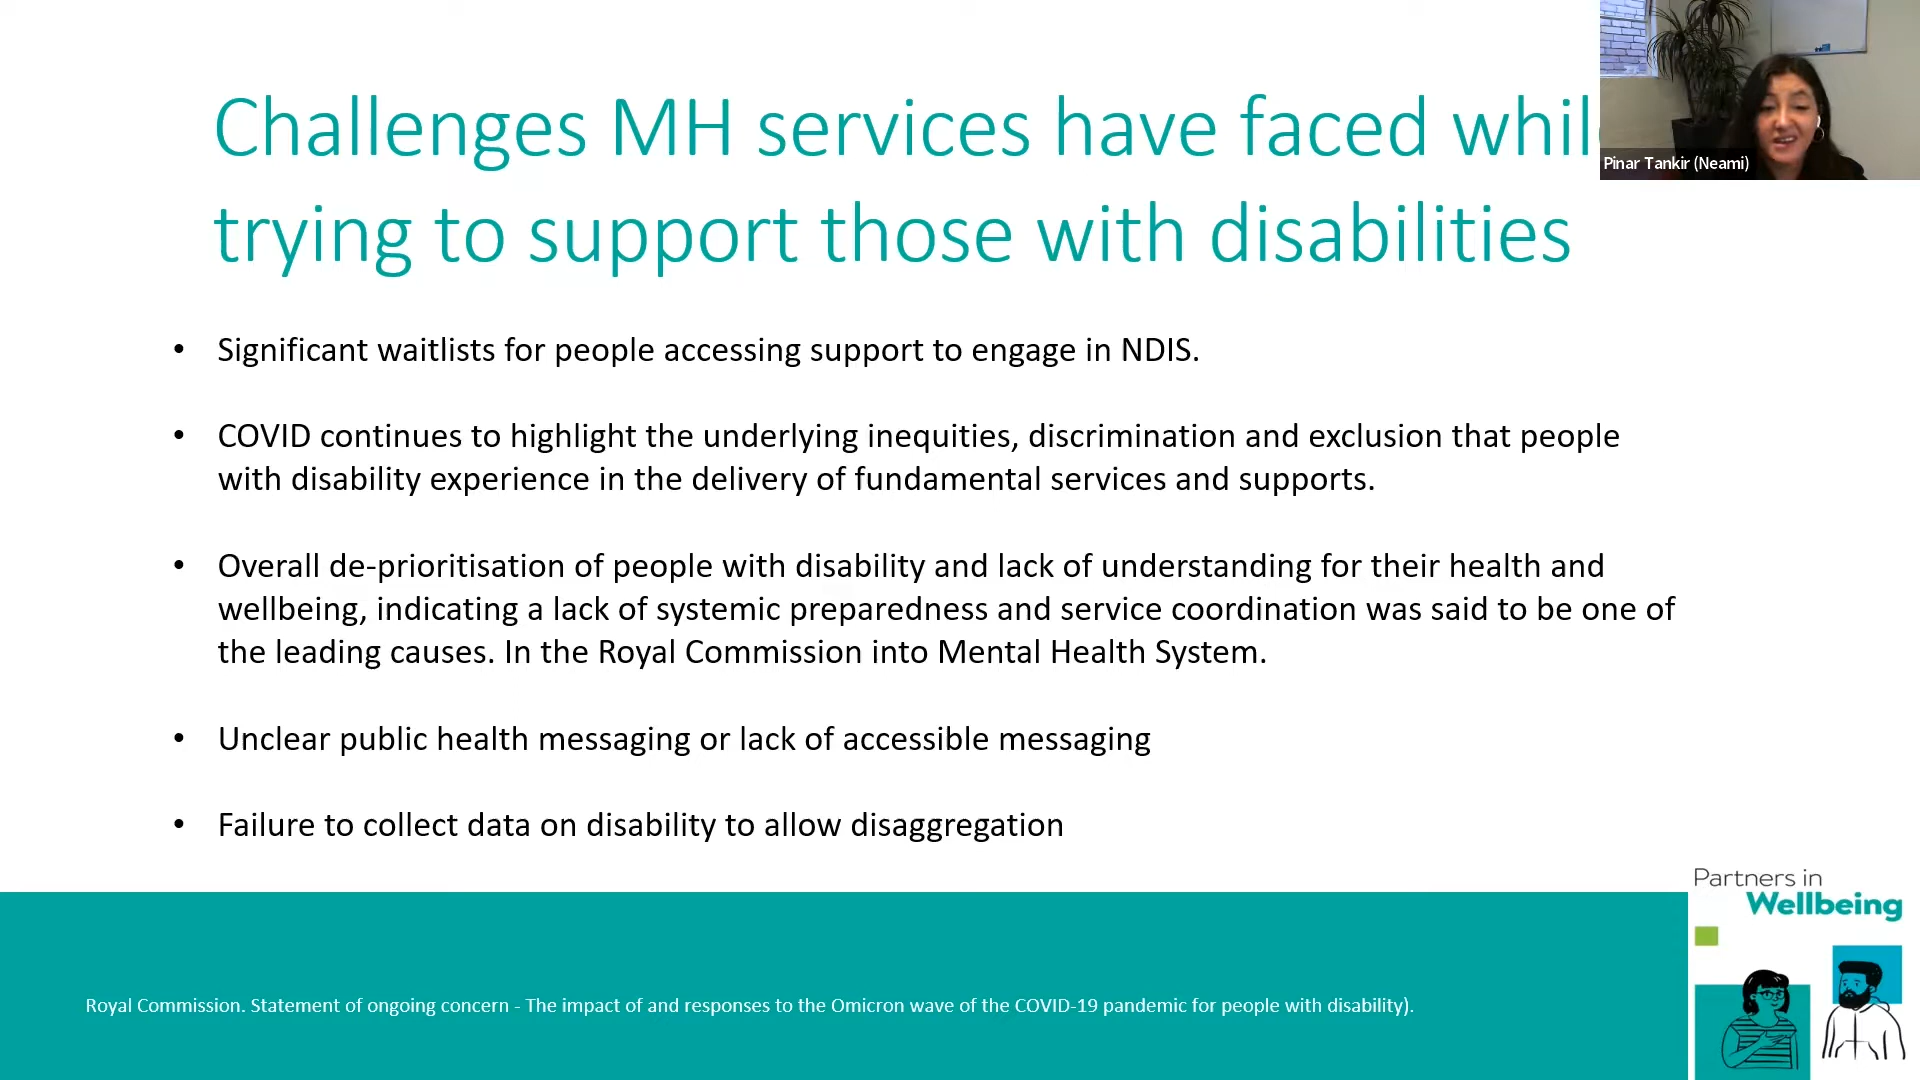 Challenges MH services have faced whil
trying to support those with disabilities
Pinar Tankir (Neami)
• Significant waitlists for people accessing support to engage in NDIS.
• COVID continues to highlight the underlying inequities, discrimination and exclusion that people
with disability experience in the delivery of fundamental services and supports.
• Overall de-prioritisation of people with disability and lack of understanding for their health and
wellbeing, indicating a lack of systemic preparedness and service coordination was said to be one of
the leading causes. In the Royal Commission into Mental Health System.
• Unclear public health messaging or lack of accessible messaging
• Failure to collect data on disability to allow disaggregation
Partners in
Wellbeing
Royal Commission. Statement of ongoing concern - The impact of and responses to the Omicron wave of the COVID-19 pandemic for people with disability).